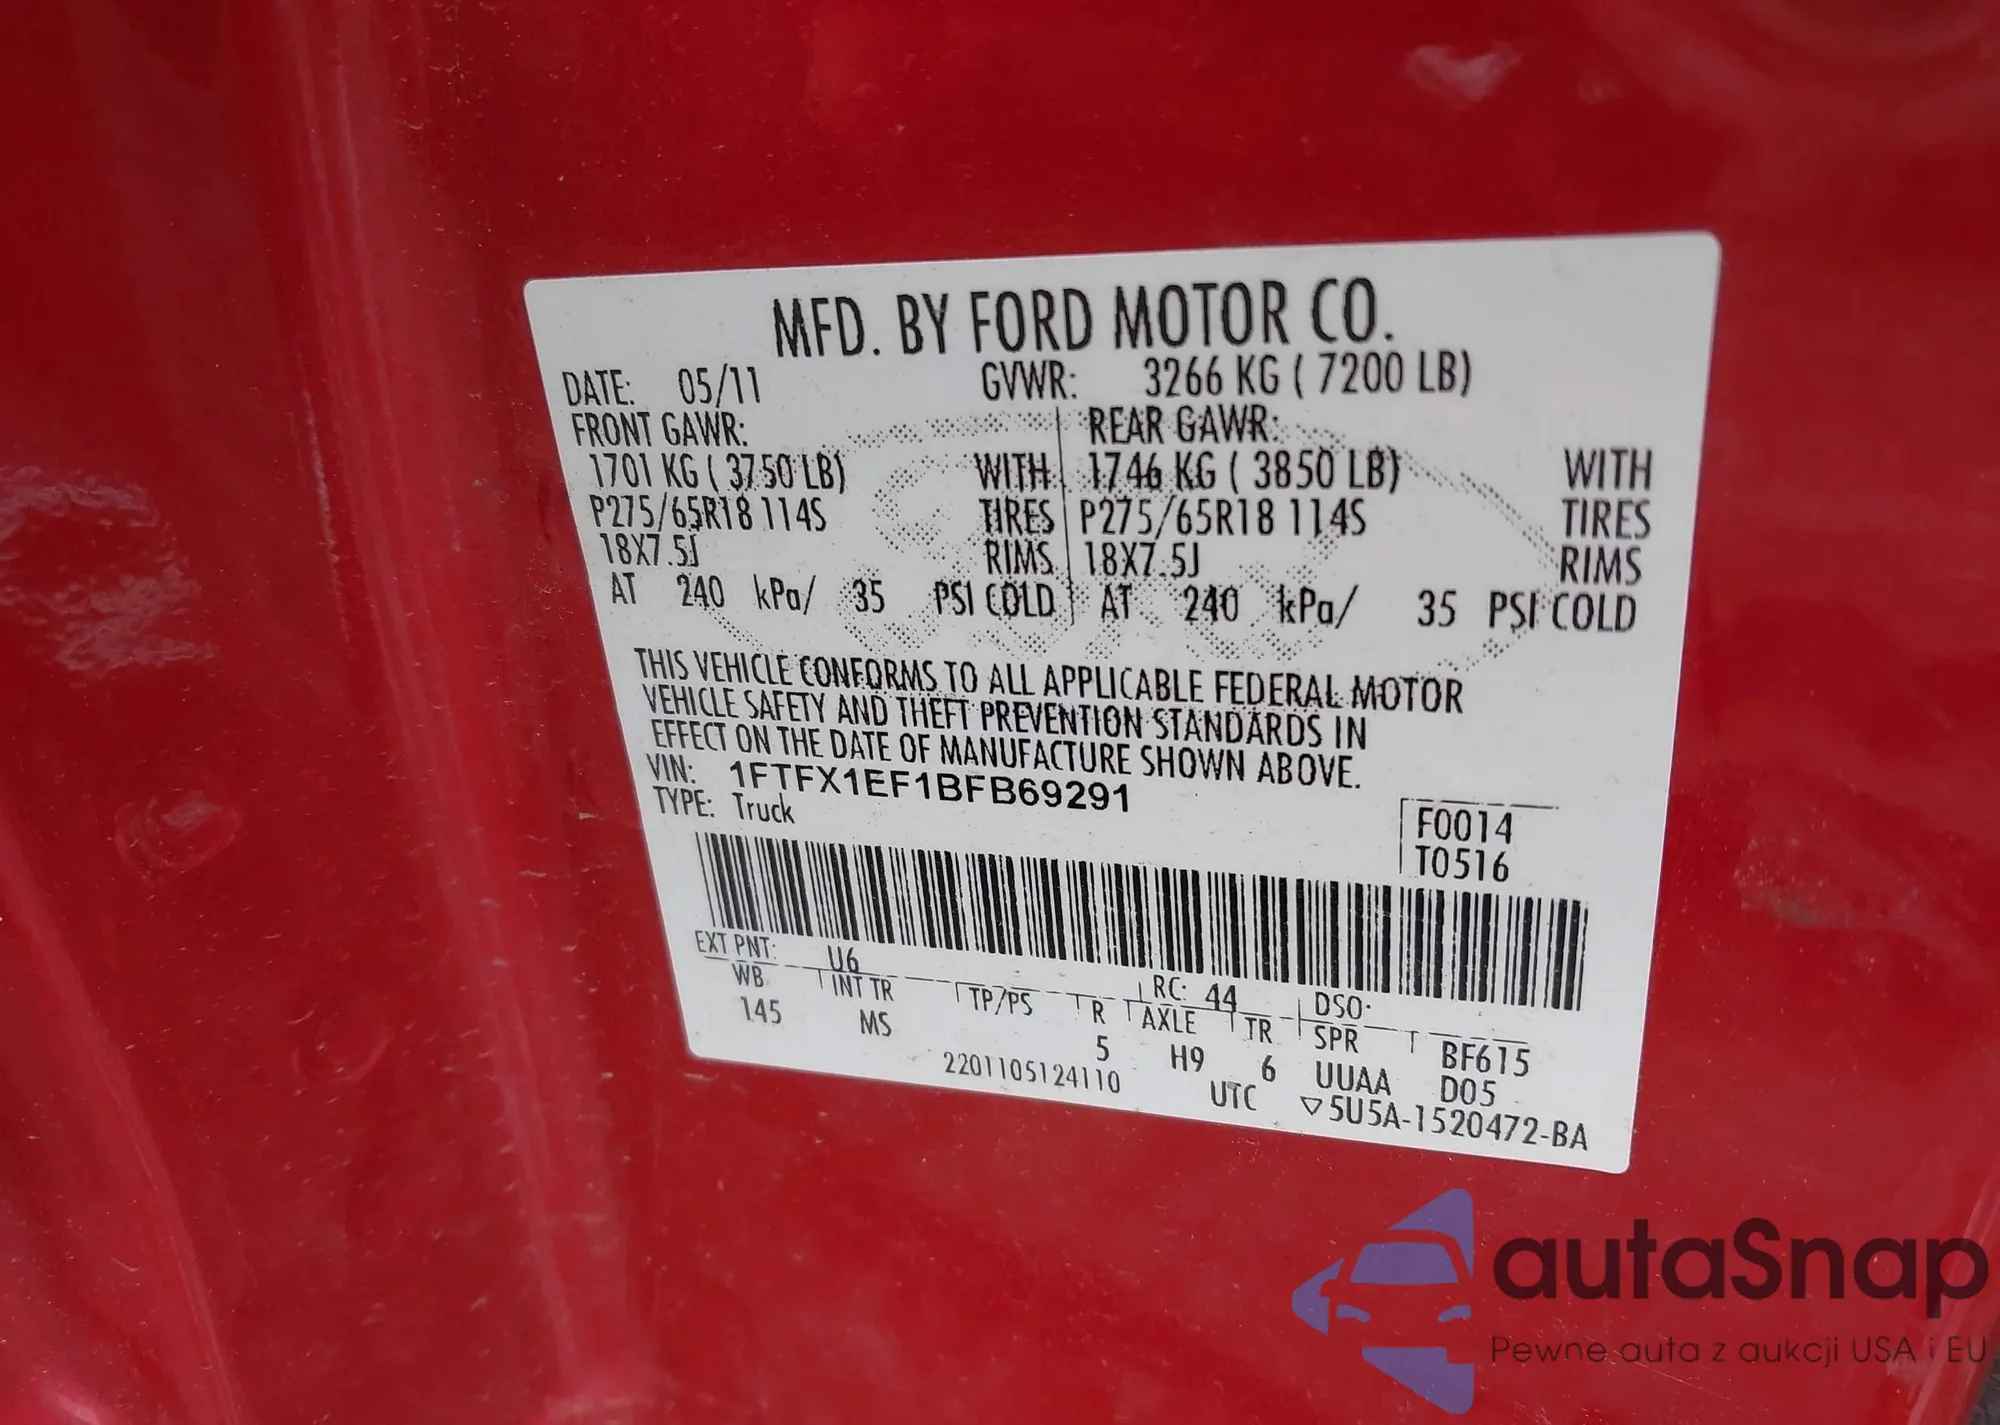 MFD. BY FORD MOTOR CO.
DATE: 05/11 GVWR: 3266 KG ( 7200 LB)
FRONT GAWR: REAR GAWR:
1701 KG ( 3750 LB) WITH 1746 KG ( 3850 LB) WITH
P275/65R18 114S TIRES P275/65R18 114S TIRES
18X7.5J RIMS 18X7.5J RIMS
AT 240 kPa/ 35 PSI COLD AT 240 kPa/ 35 PSI COLD
THIS VEHICLE CONFORMS TO ALL APPLICABLE FEDERAL MOTOR
VEHICLE SAFETY AND THEFT PREVENTION STANDARDS IN
EFFECT ON THE DATE OF MANUFACTURE SHOWN ABOVE.
VIN: 1FTFX1EF1BFB69291
TYPE: Truck
F0014
T0516
EXT PNT: U6 RC: 44 DSO:
WB INT TR TP/PS R AXLE TR SPR BF615
145 MS 5 H9 6 UUAA D05
2201105124110 UTC ▽5U5A-1520472-BA
autaSnap
Pewne auta z aukcji USA i EU